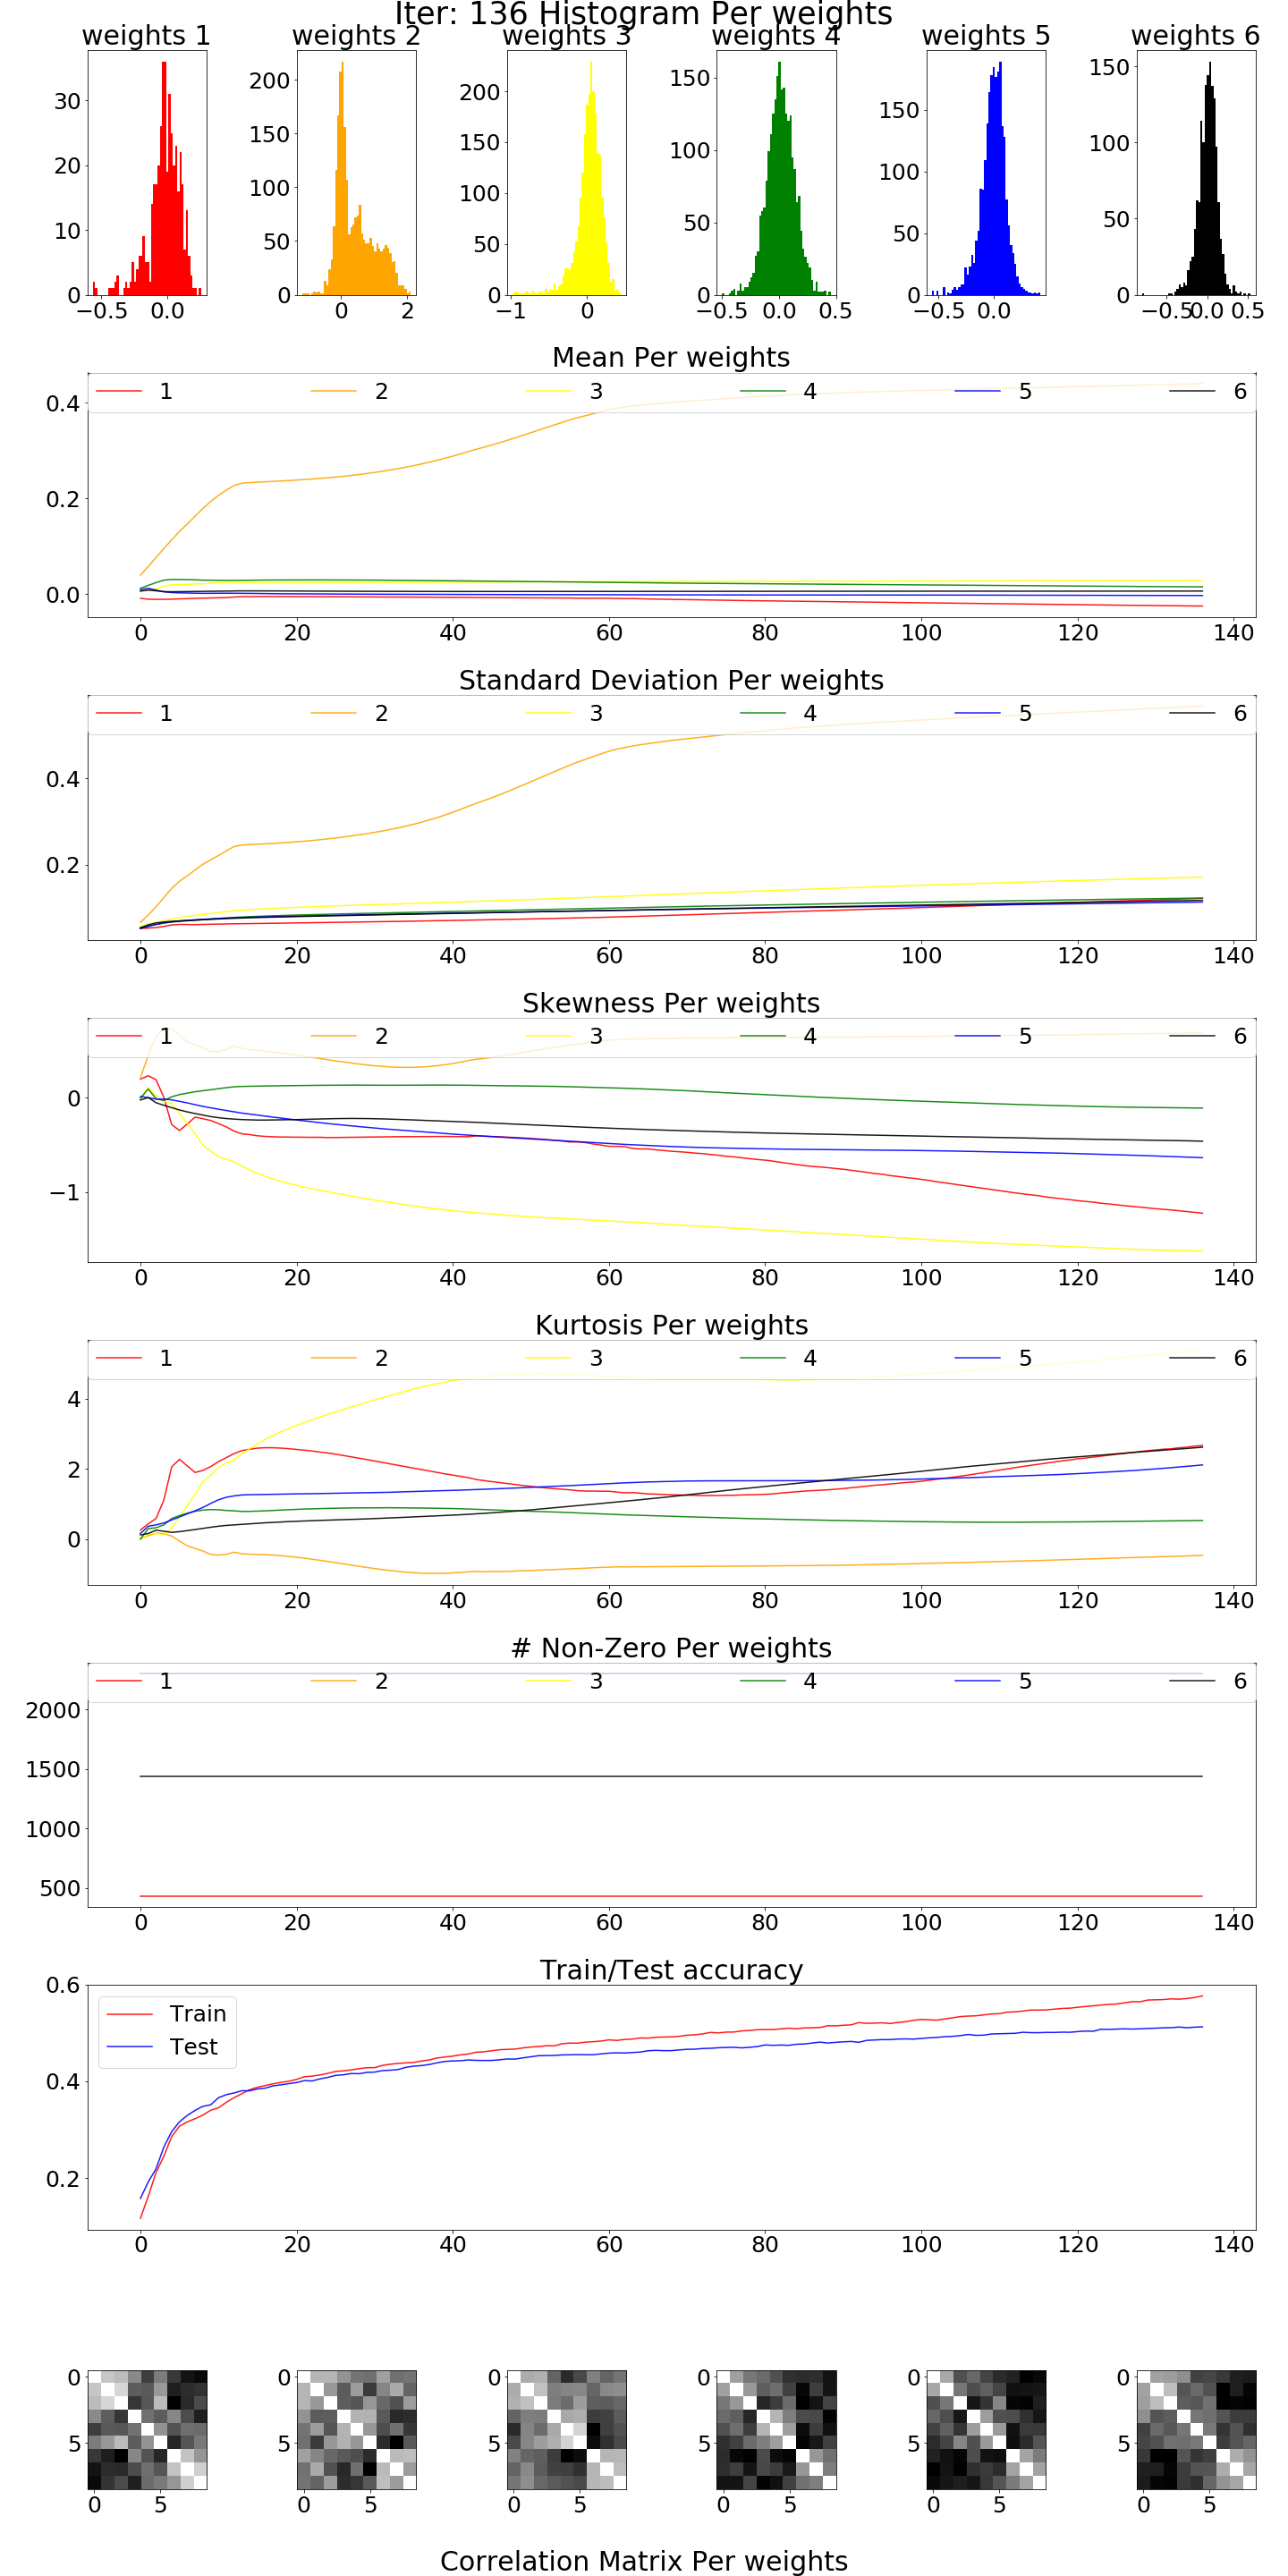 Iter: 136 Histogram Per weights
weights 1 weights 2 weights 3 weights 4 weights 5 weights 6
30 20 10 0
−0.5 0.0
200 150 100 50 0
0 2
200 150 100 50 0
−1 0
150 100 50 0
−0.5 0.0 0.5
150 100 50 0
−0.5 0.0
150 100 50 0
−0.5 0.0 0.5
Mean Per weights
1 2 3 4 5 6
0.4
0.2
0.0
0 20 40 60 80 100 120 140
Standard Deviation Per weights
1 2 3 4 5 6
0.4
0.2
0 20 40 60 80 100 120 140
Skewness Per weights
1 2 3 4 5 6
0
−1
0 20 40 60 80 100 120 140
Kurtosis Per weights
1 2 3 4 5 6
4
2
0
0 20 40 60 80 100 120 140
# Non-Zero Per weights
1 2 3 4 5 6
2000
1500
1000
500
0 20 40 60 80 100 120 140
Train/Test accuracy
0.6
Train
Test
0.4
0.2
0 20 40 60 80 100 120 140
0 0 0 0 0 0
5 5 5 5 5 5
0 5 0 5 0 5 0 5 0 5 0 5
Correlation Matrix Per weights